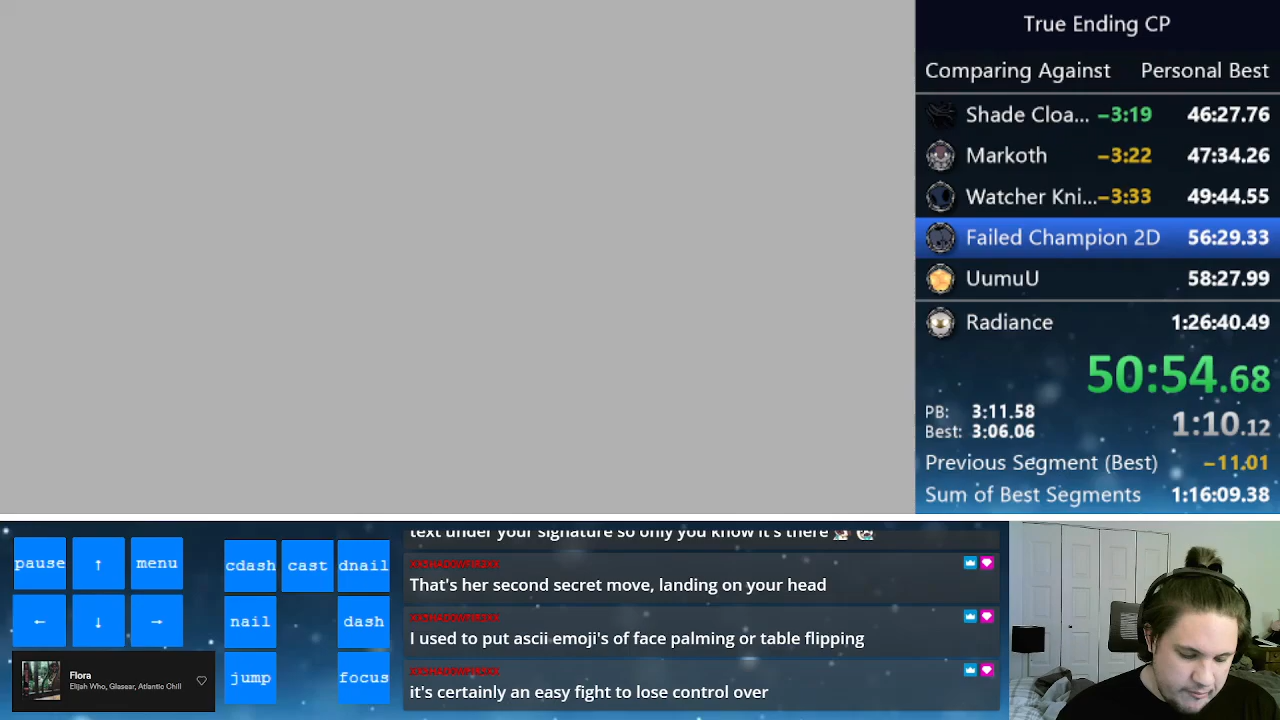 True Ending CP
Comparing Against Personal Best
Shade Cloa... −3:19 46:27.76
Markoth −3:22 47:34.26
Watcher Kni... −3:33 49:44.55
Failed Champion 2D 56:29.33
UumuU 58:27.99
Radiance 1:26:40.49
50:54.68
PB: 3:11.58
Best: 3:06.06
1:10.12
Previous Segment (Best) −11.01
Sum of Best Segments 1:16:09.38
pause ↑ menu
← ↓ →
cdash cast dnail
nail dash
jump focus
Flora
Elijah Who, Glasear, Atlantic Chill
text under your signature so only you know it's there
That's her second secret move, landing on your head
I used to put ascii emoji's of face palming or table flipping
it's certainly an easy fight to lose control over